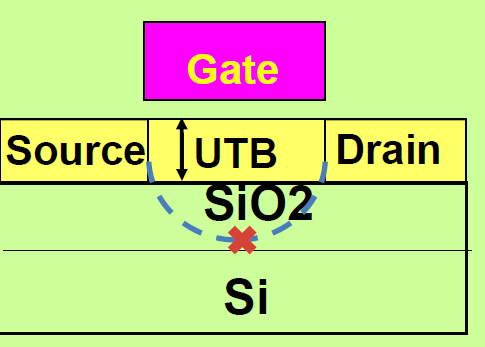 Gate
Source UTB Drain
SiO2
Si